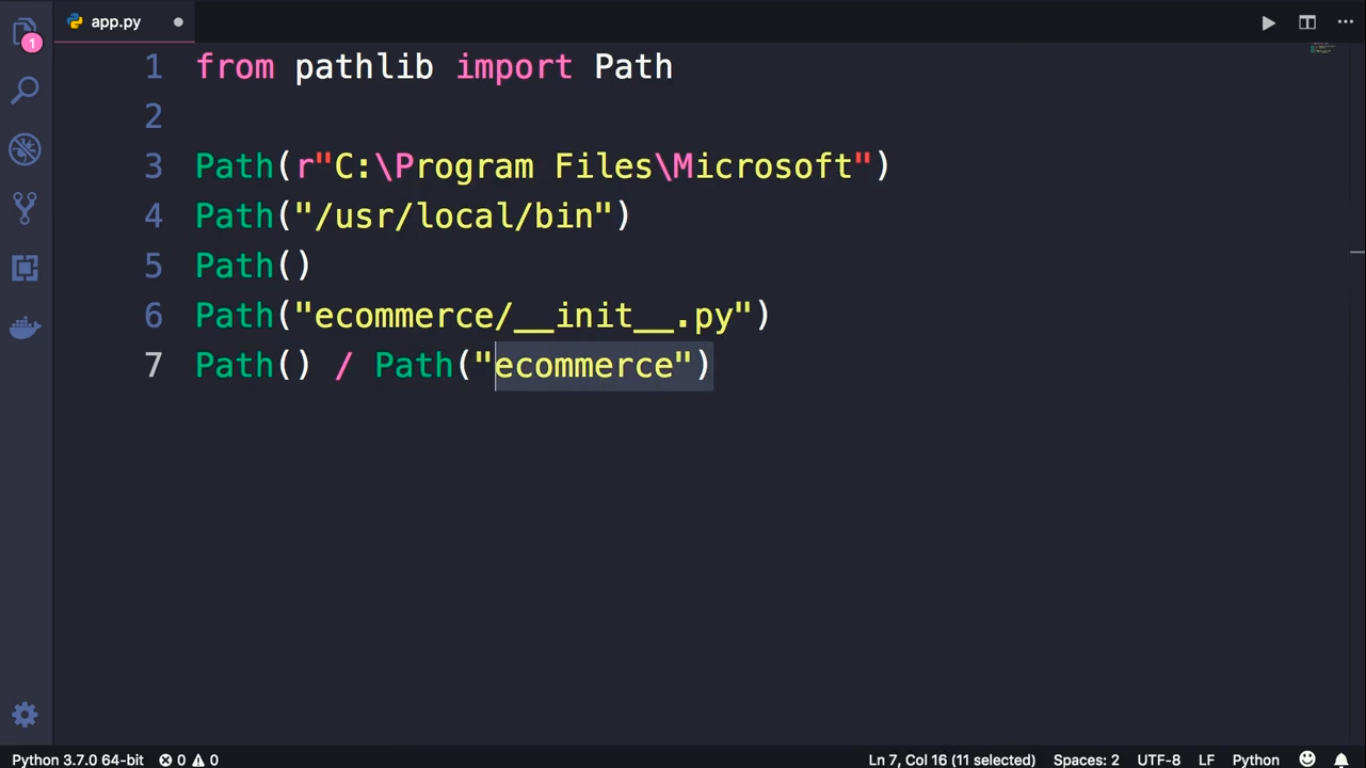 1
app.py
1 from pathlib import Path
2
3 Path(r"C:\Program Files\Microsoft")
4 Path("/usr/local/bin")
5 Path()
6 Path("ecommerce/__init__.py")
7 Path() / Path("ecommerce")
Python 3.7.0 64-bit 0 0 Ln 7, Col 16 (11 selected) Spaces: 2 UTF-8 LF Python